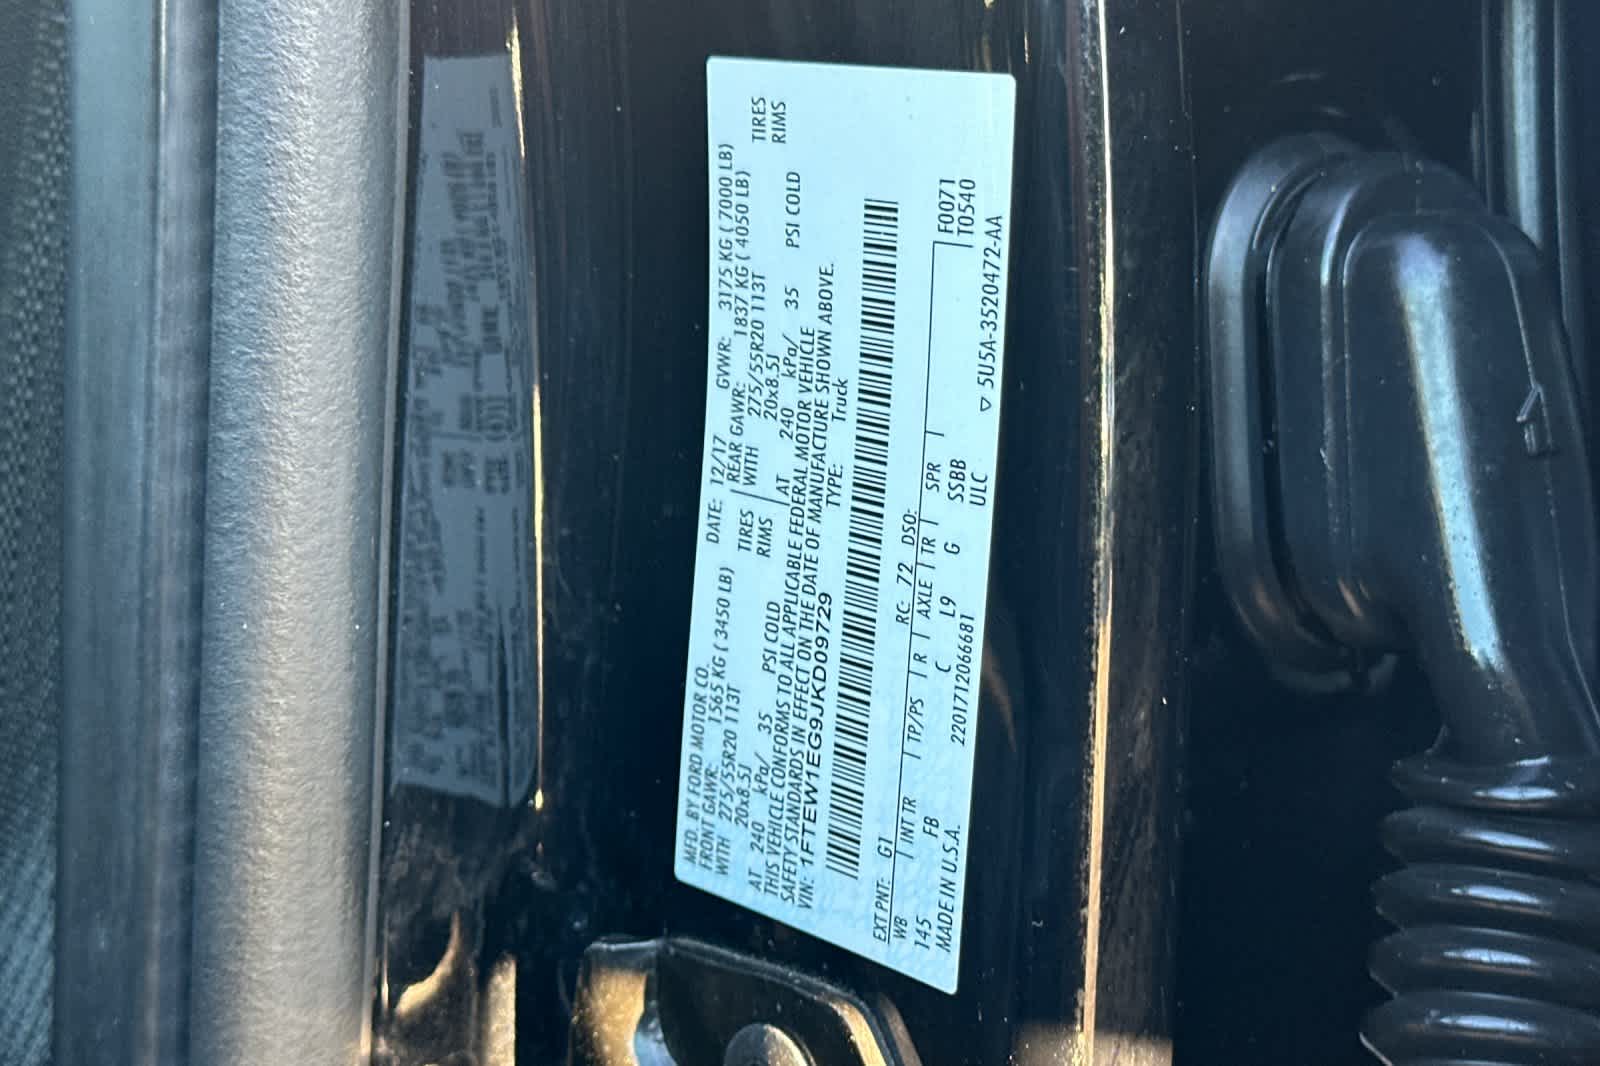 MFD. BY FORD MOTOR CO.
DATE: 12/17 GVWR: 3175 KG ( 7000 LB)
FRONT GAWR: 1565 KG ( 3450 LB) REAR GAWR: 1837 KG ( 4050 LB)
WITH 275/55R20 113T TIRES WITH 275/55R20 113T TIRES
20x8.5J RIMS 20x8.5J RIMS
AT 240 kPa/ 35 PSI COLD AT 240 kPa/ 35 PSI COLD
THIS VEHICLE CONFORMS TO ALL APPLICABLE FEDERAL MOTOR VEHICLE
SAFETY STANDARDS IN EFFECT ON THE DATE OF MANUFACTURE SHOWN ABOVE.
VIN: 1FTEW1EG9JKD09729 TYPE: Truck
EXT PNT: G1 RC: 72 DSO: F0071
WB INT TR TP/PS R AXLE TR SPR T0540
145 FB C L9 G SSBB
MADE IN U.S.A. 2201712066681 ULC
▽ 5U5A-3520472-AA